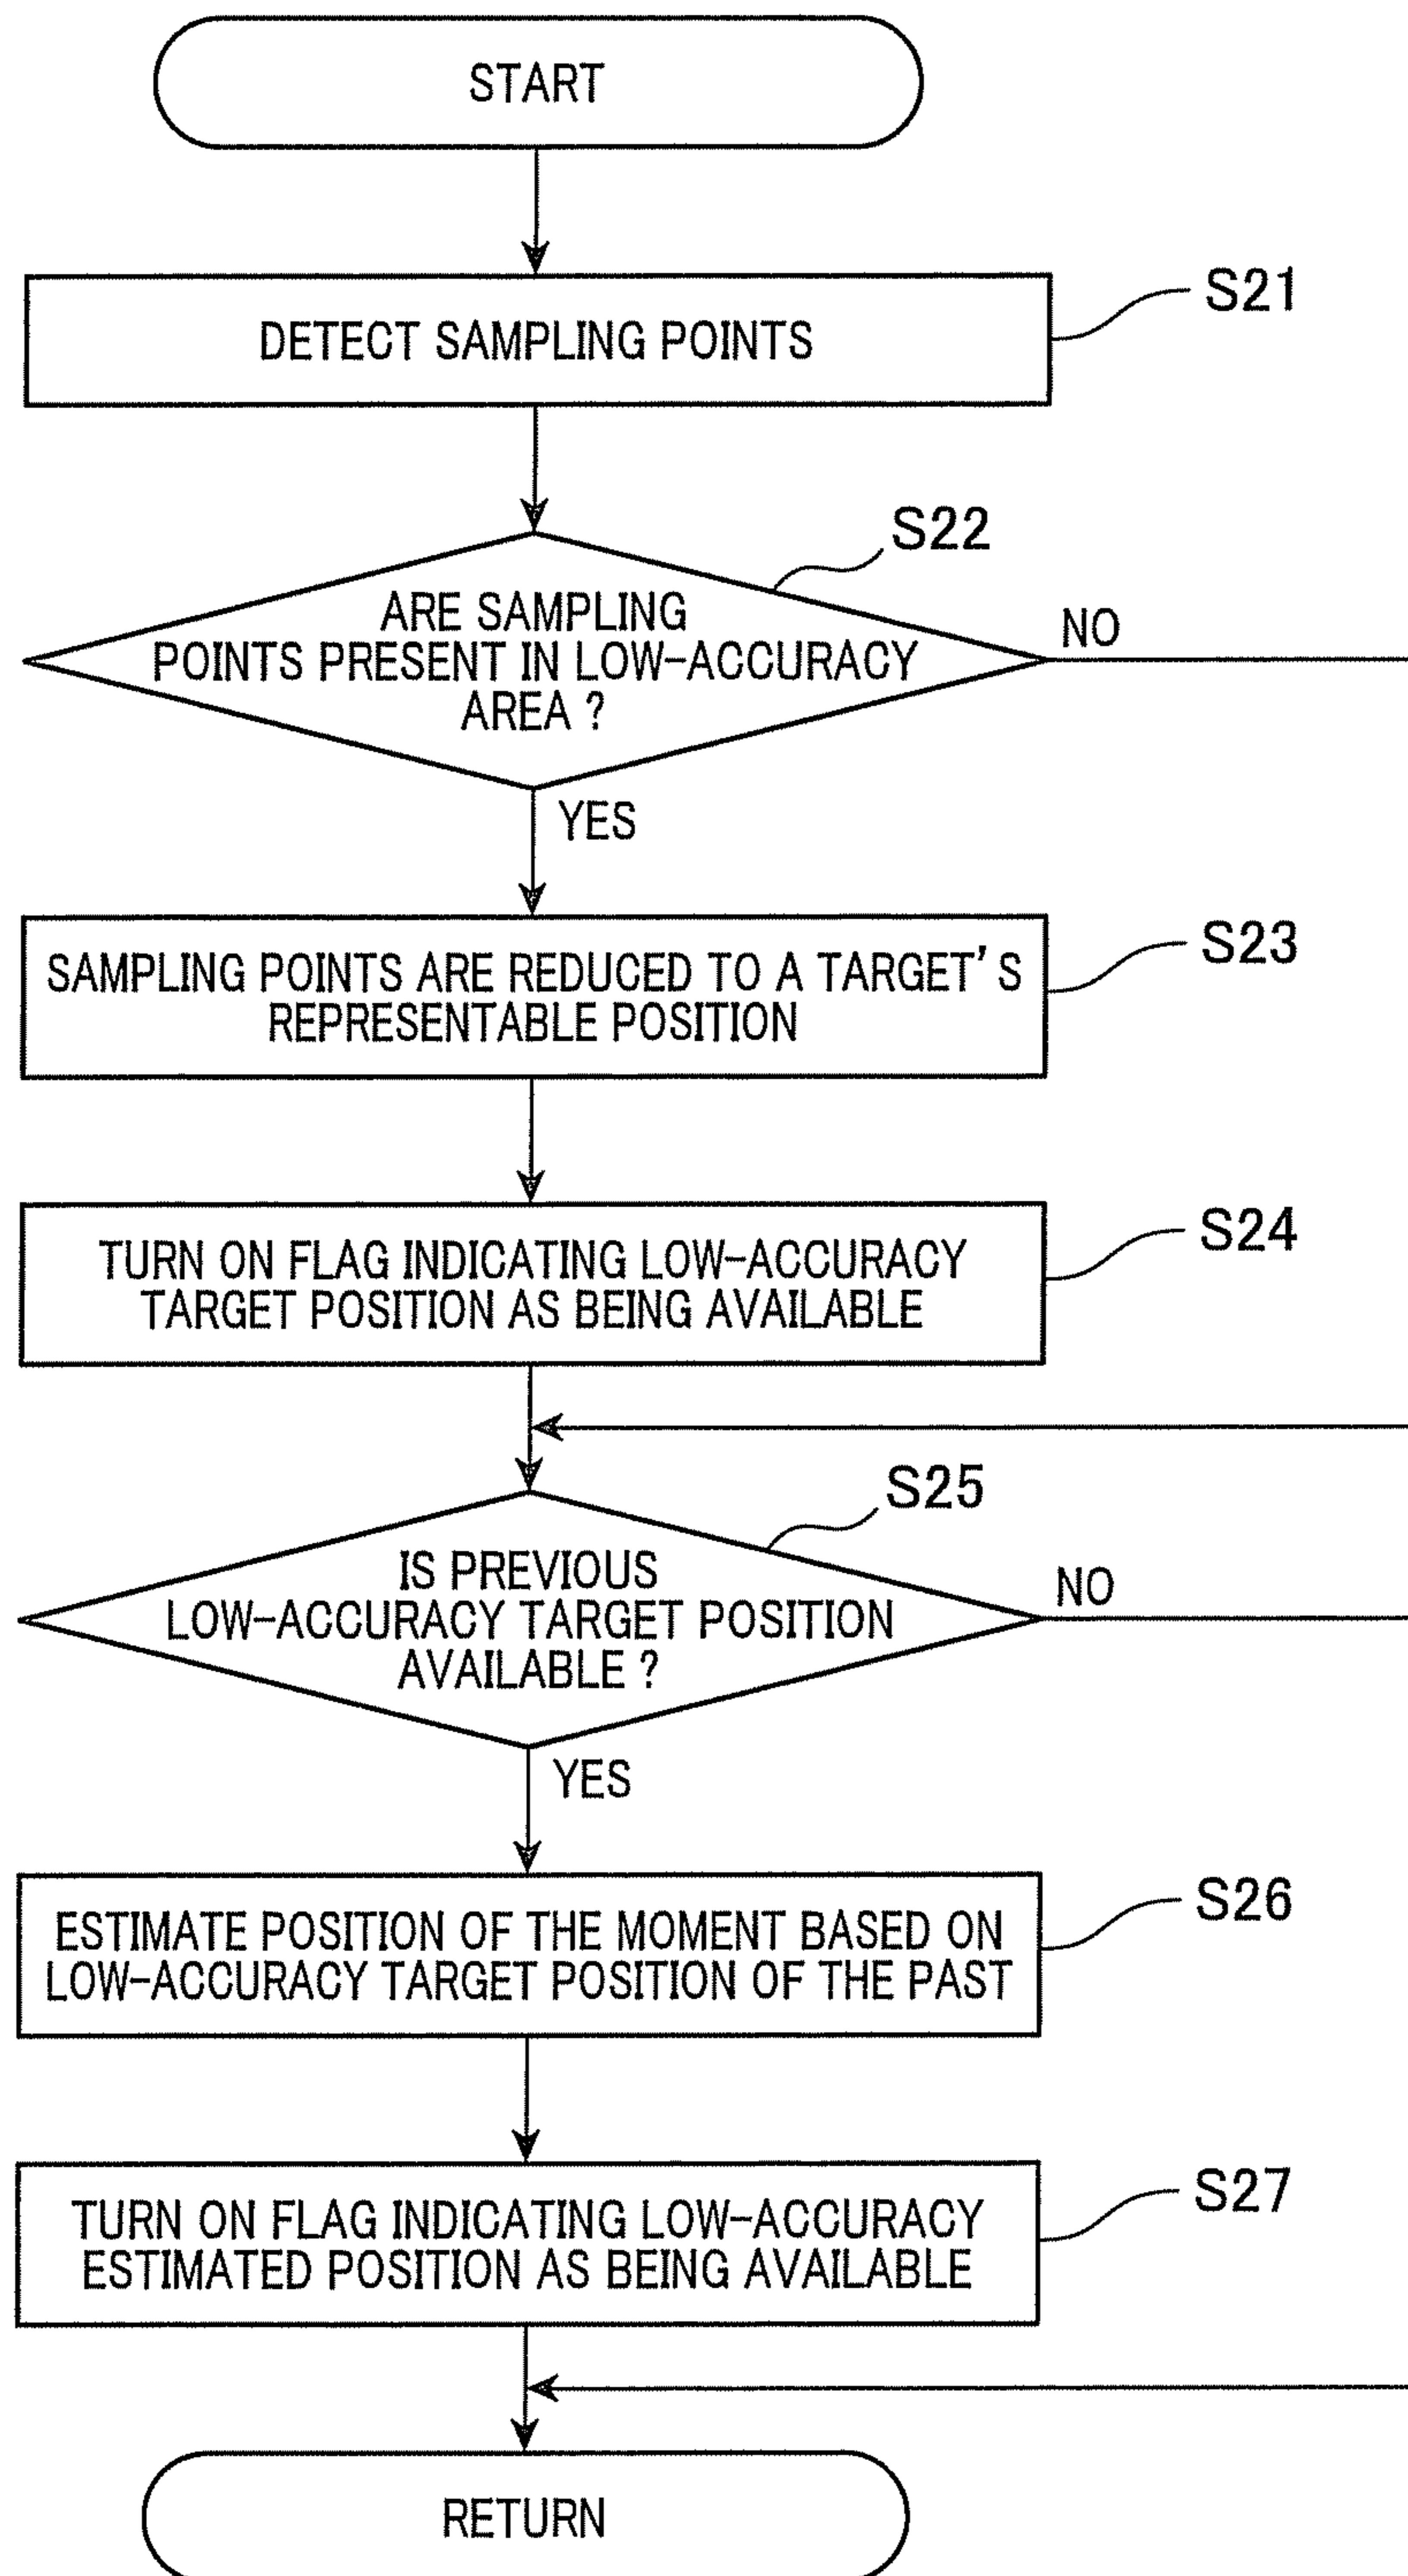 START
DETECT SAMPLING POINTS
S21
S22
ARE SAMPLING
POINTS PRESENT IN LOW-ACCURACY
AREA ?
NO
YES
SAMPLING POINTS ARE REDUCED TO A TARGET'S
REPRESENTABLE POSITION
S23
TURN ON FLAG INDICATING LOW-ACCURACY
TARGET POSITION AS BEING AVAILABLE
S24
S25
IS PREVIOUS
LOW-ACCURACY TARGET POSITION
AVAILABLE ?
NO
YES
ESTIMATE POSITION OF THE MOMENT BASED ON
LOW-ACCURACY TARGET POSITION OF THE PAST
S26
TURN ON FLAG INDICATING LOW-ACCURACY
ESTIMATED POSITION AS BEING AVAILABLE
S27
RETURN